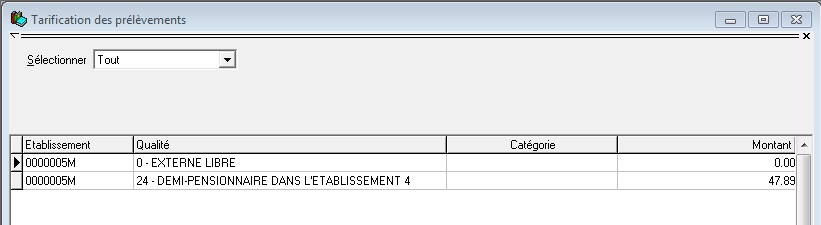 Tarification des prélèvements
Sélectionner Tout
Etablissement Qualité Catégorie Montant
0000005M 0 - EXTERNE LIBRE 0.00
0000005M 24 - DEMI-PENSIONNAIRE DANS L'ETABLISSEMENT 4 47.89